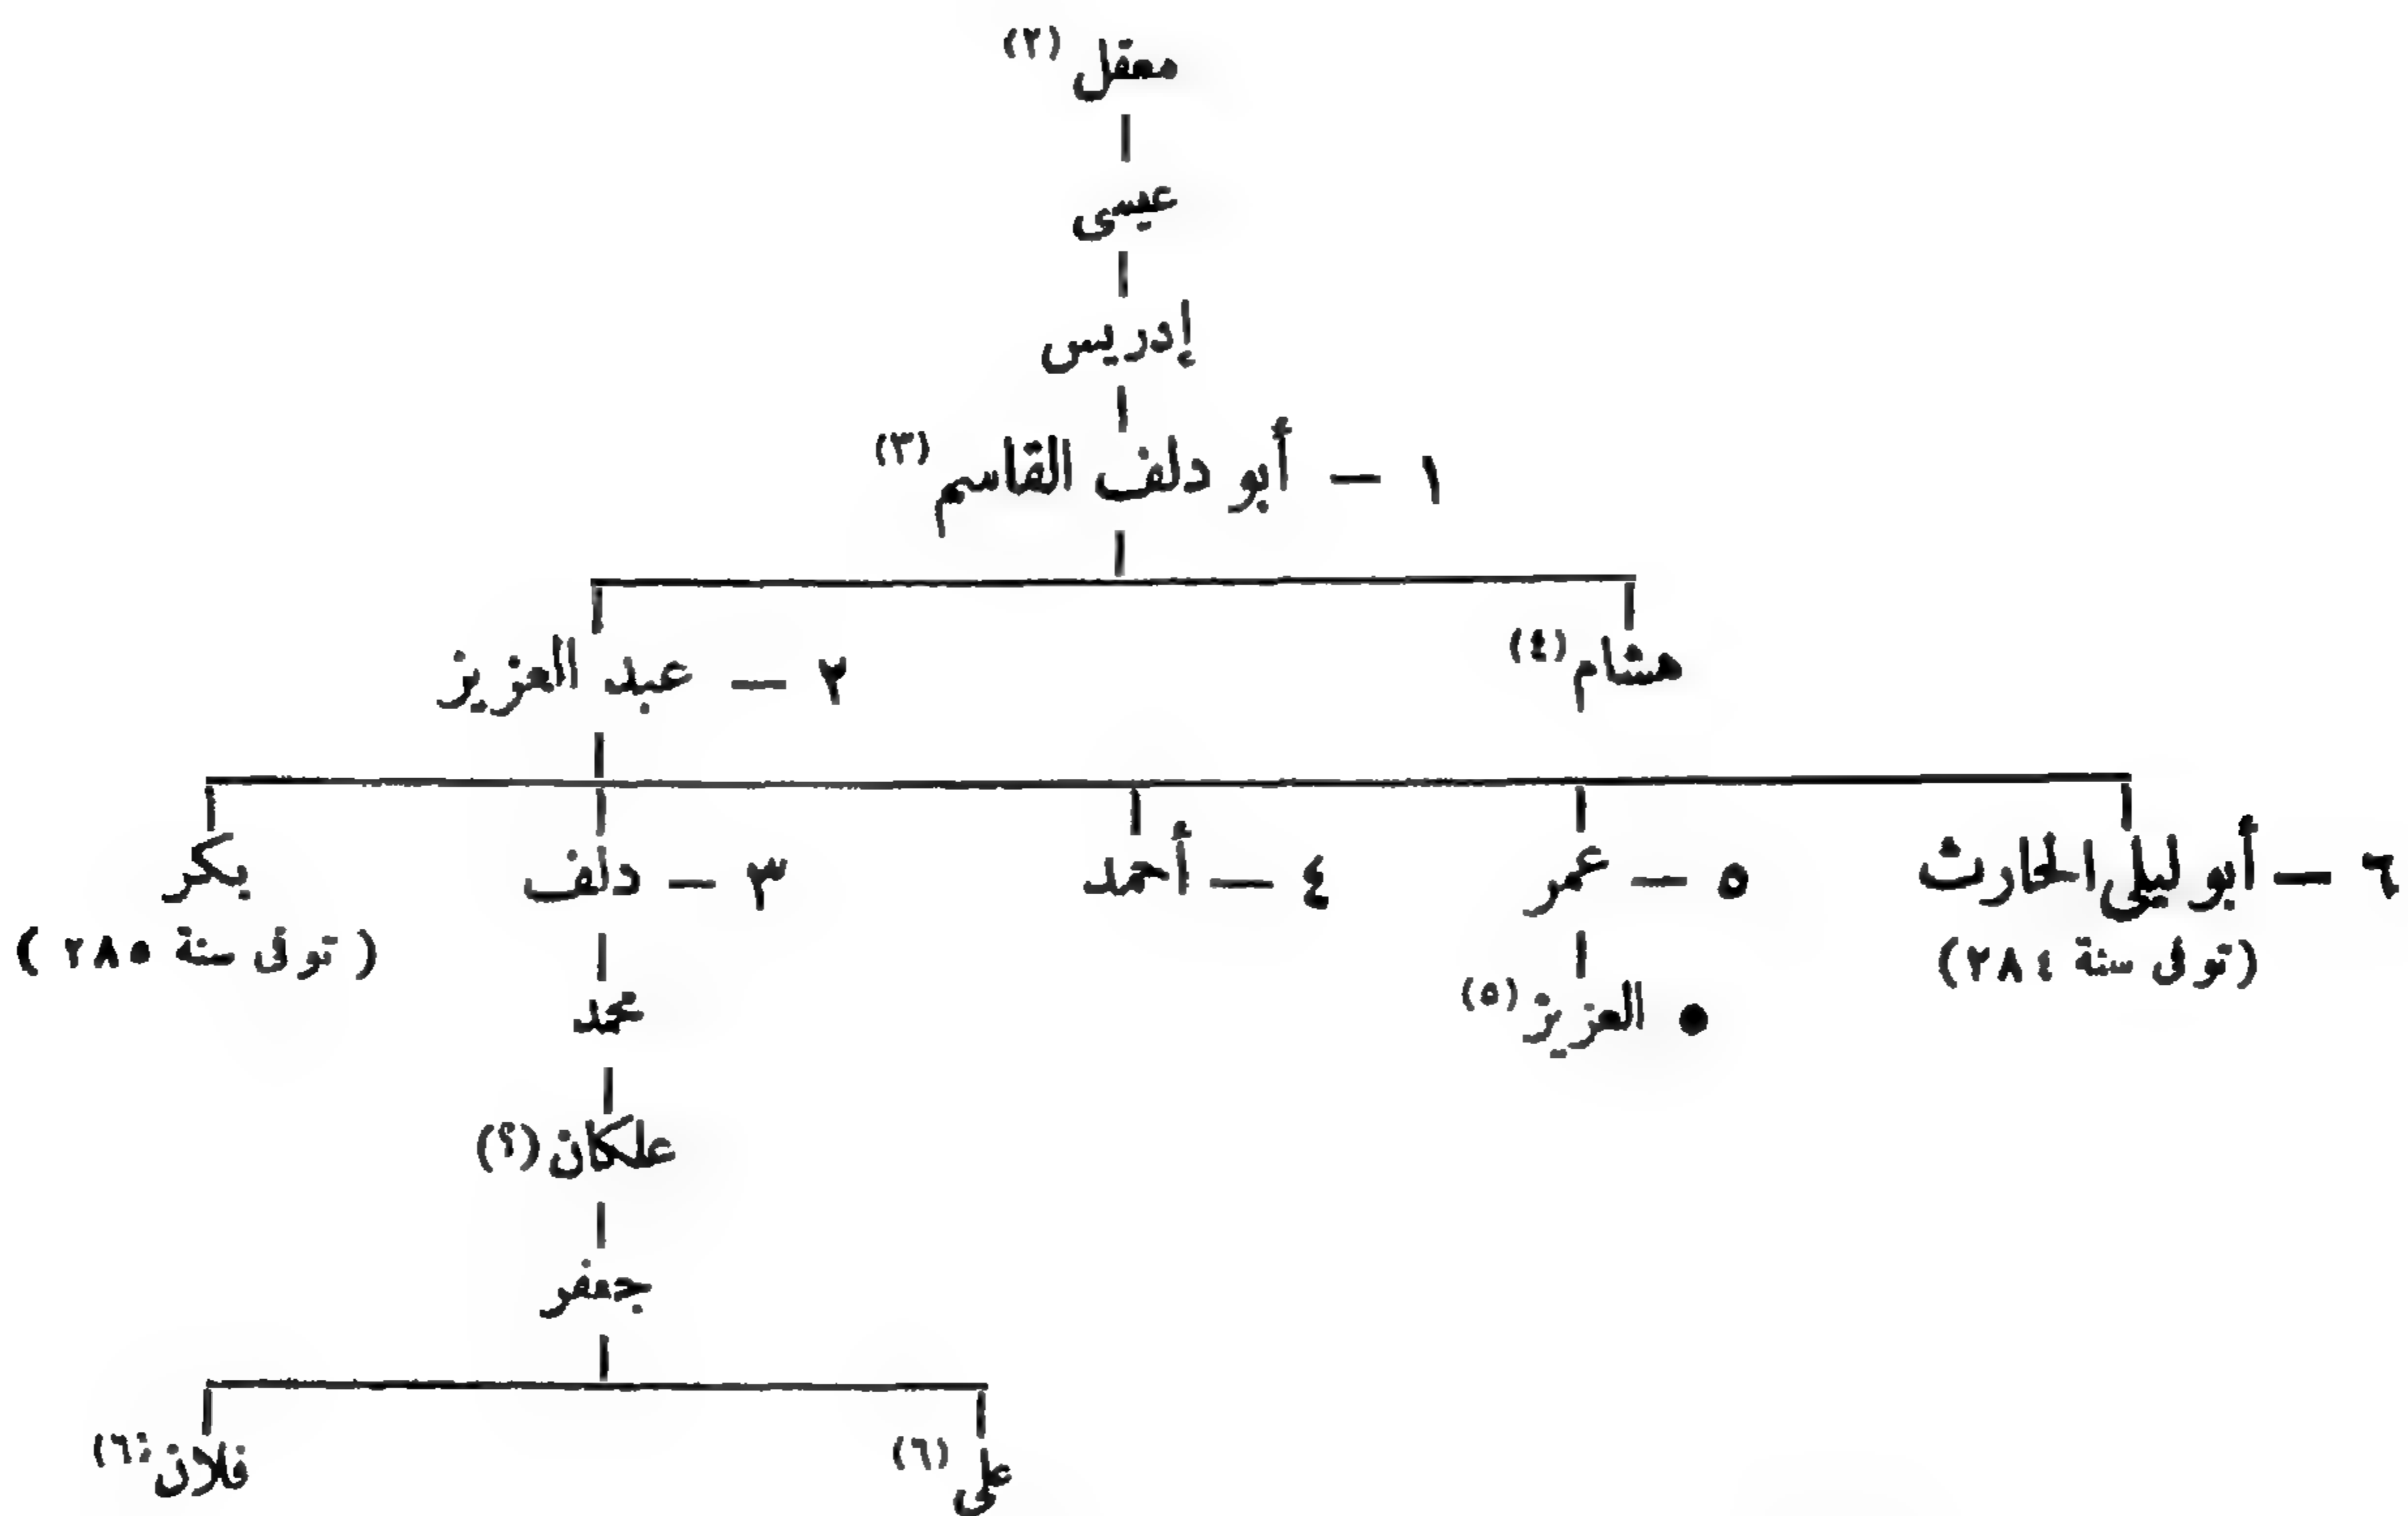 معقل (٢)
عيسى
إدريس
١ – أبو دلف القاسم (٣)
هشام (٤)
٢ – عبد العزيز
٦ – أبو ليلى الحارث
٥ – عمر
٤ – أحمد
٣ – دلف
بكر
(توفى سنة ٢٨٤)
(توفى سنة ٢٨٥)
● العزيز (٥)
محمد
علكان (؟)
جعفر
على (٦)
فلان (٦)